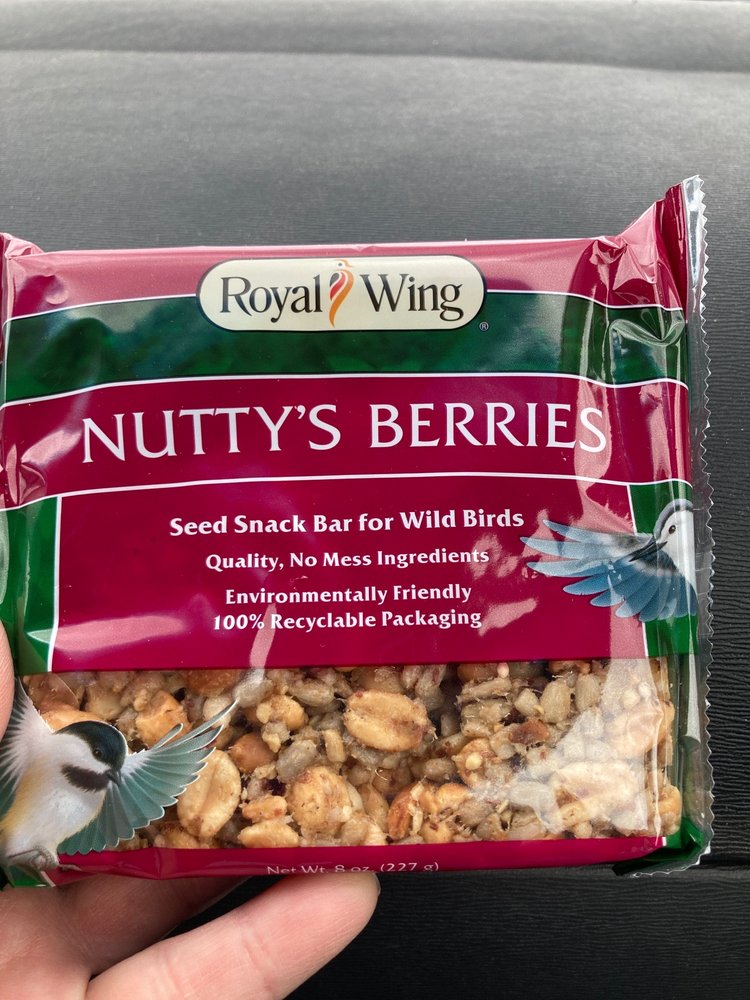 Royal Wing
®
NUTTY'S BERRIES
Seed Snack Bar for Wild Birds
Quality, No Mess Ingredients
Environmentally Friendly
100% Recyclable Packaging
Net Wt. 8 oz. (227 g)